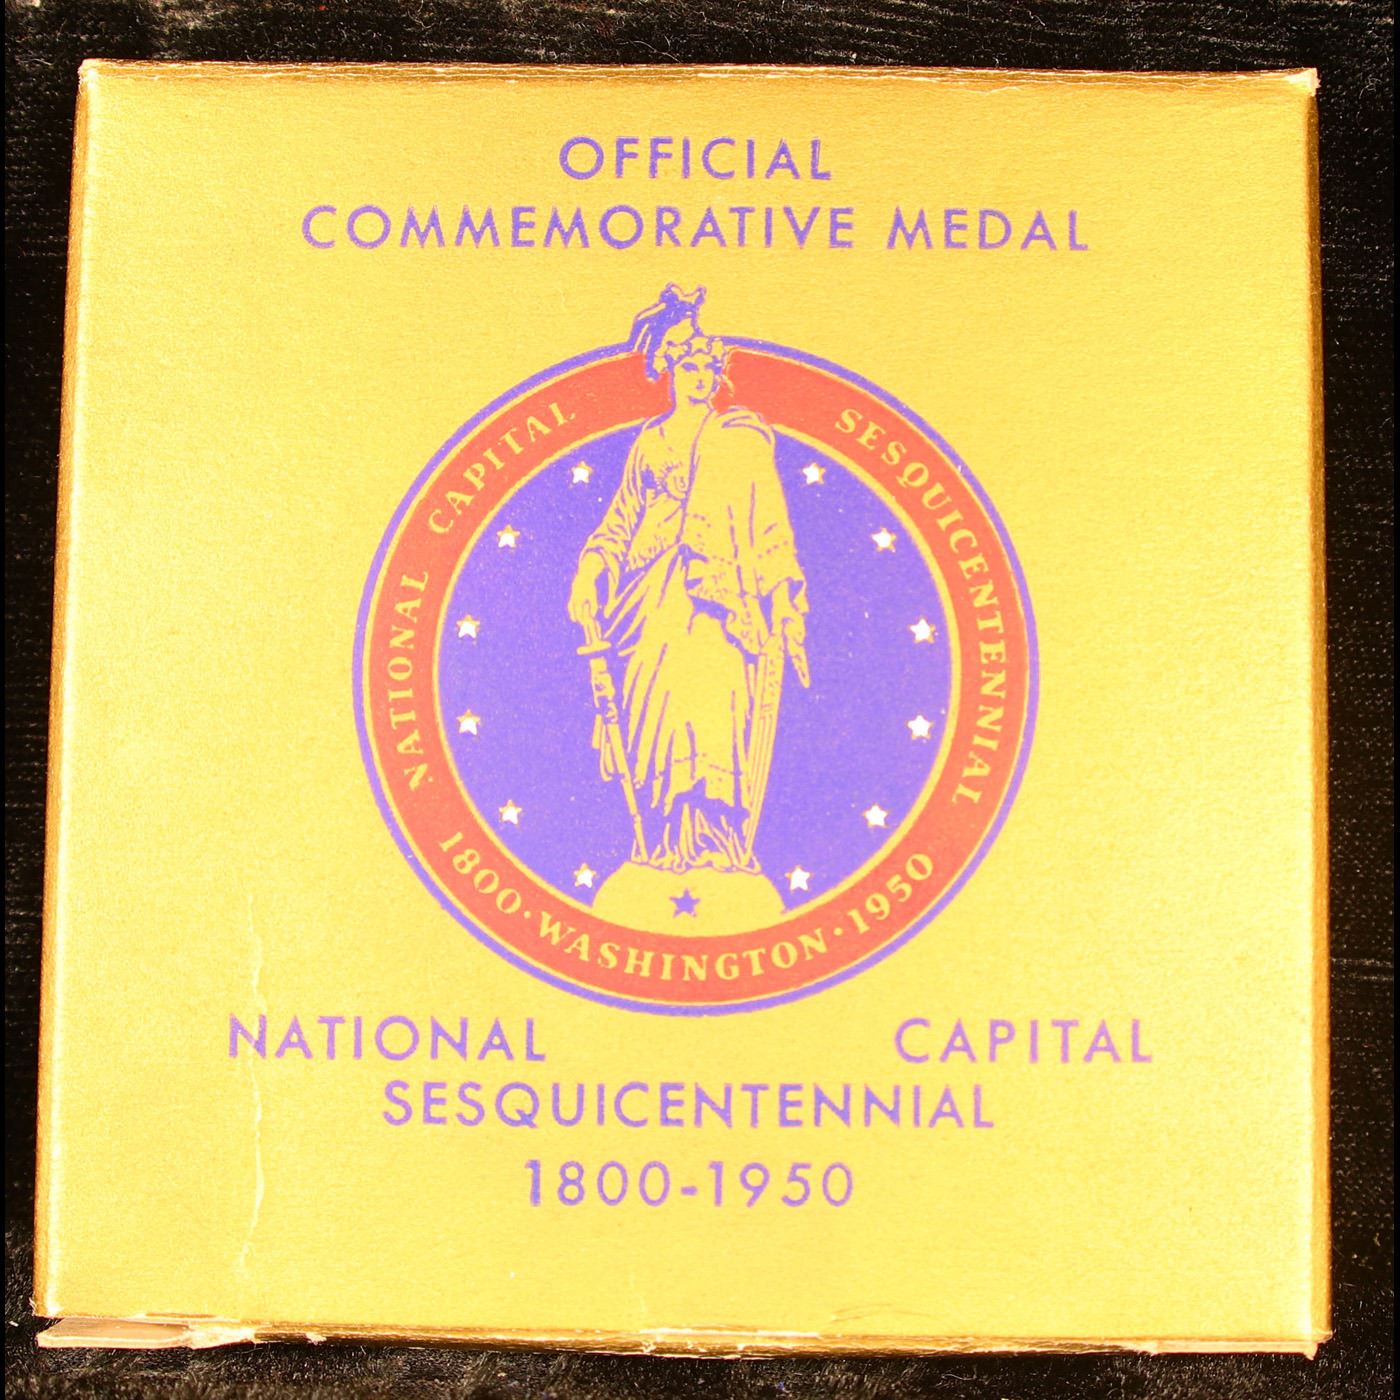 OFFICIAL
COMMEMORATIVE MEDAL
NATIONAL CAPITAL SESQUICENTENNIAL
1800·WASHINGTON·1950
NATIONAL CAPITAL
SESQUICENTENNIAL
1800-1950